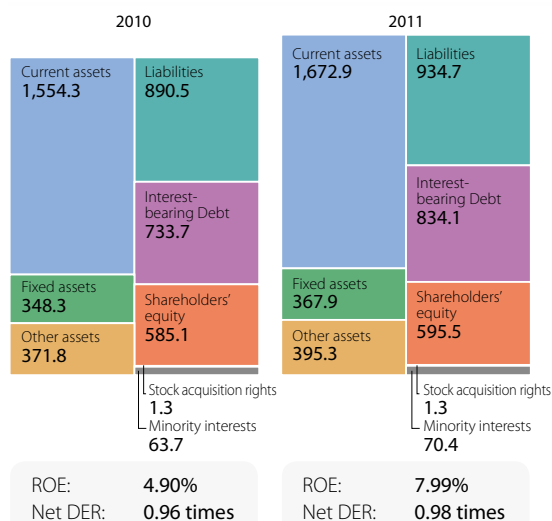 2010
Current assets
1,554.3
Liabilities
890.5
Interest-
bearing Debt
733.7
Fixed assets
348.3
Shareholders'
equity
585.1
Other assets
371.8
Stock acquisition rights
1.3
Minority interests
63.7
ROE: 4.90%
Net DER: 0.96 times
2011
Current assets
1,672.9
Liabilities
934.7
Interest-
bearing Debt
834.1
Fixed assets
367.9
Shareholders'
equity
595.5
Other assets
395.3
Stock acquisition rights
1.3
Minority interests
70.4
ROE: 7.99%
Net DER: 0.98 times